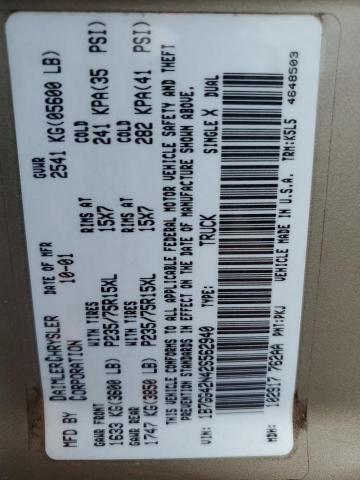 MFD BY DAIMLERCHRYSLER CORPORATION
DATE OF MFR 10-01
GVWR 2541 KG(05600 LB)
GAWR FRONT WITH TIRES RIMS AT COLD
1633 KG(3600 LB) P235/75R15XL 15X7 241 KPA(35 PSI)
GAWR REAR WITH TIRES RIMS AT COLD
1747 KG(3850 LB) P235/75R15XL 15X7 282 KPA(41 PSI)
THIS VEHICLE CONFORMS TO ALL APPLICABLE FEDERAL MOTOR VEHICLE SAFETY AND THEFT
PREVENTION STANDARDS IN EFFECT ON THE DATE OF MANUFACTURE SHOWN ABOVE.
VIN: 1B7GG42N42S562940 TYPE: TRUCK SINGLE X DUAL
MDH: 102917 762AA PNT:PKJ VEHICLE MADE IN U.S.A. TRM:K5L5 4648503